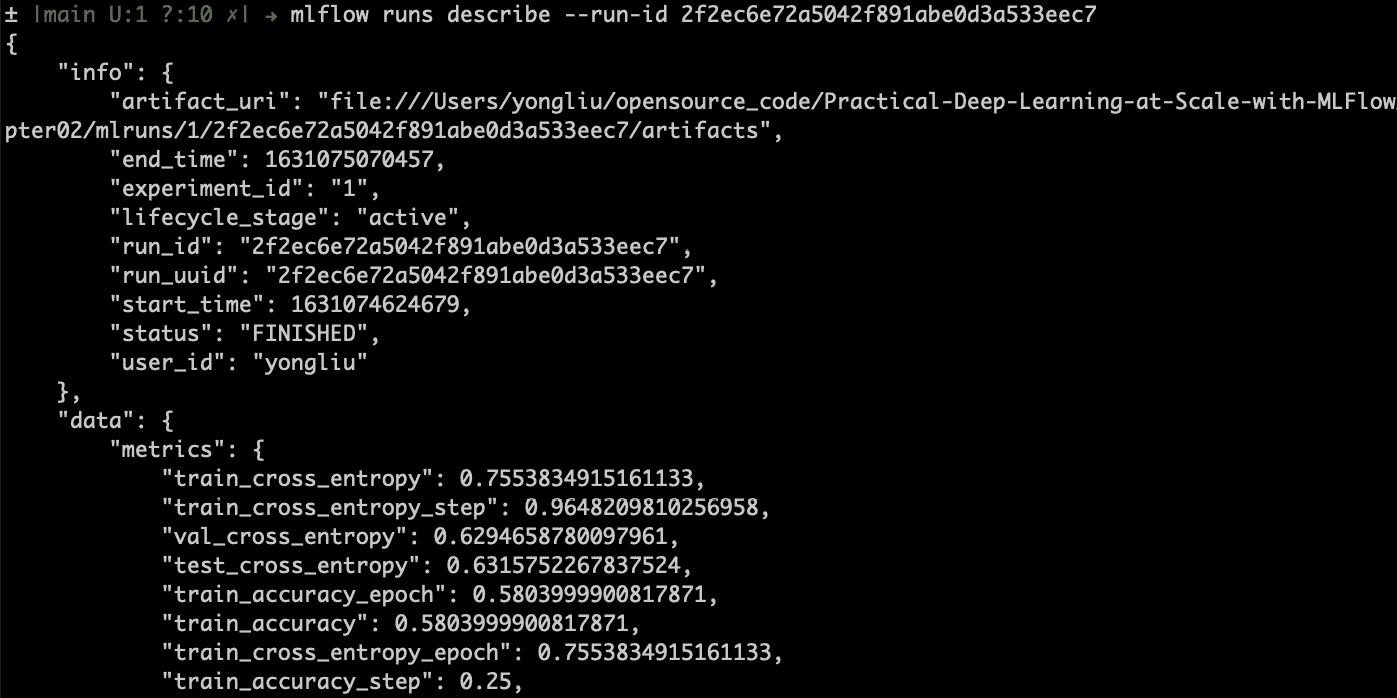 ± |main U:1 ?:10 ✗| → mlflow runs describe --run-id 2f2ec6e72a5042f891abe0d3a533eec7
{
    "info": {
        "artifact_uri": "file:///Users/yongliu/opensource_code/Practical-Deep-Learning-at-Scale-with-MLFlow
pter02/mlruns/1/2f2ec6e72a5042f891abe0d3a533eec7/artifacts",
        "end_time": 1631075070457,
        "experiment_id": "1",
        "lifecycle_stage": "active",
        "run_id": "2f2ec6e72a5042f891abe0d3a533eec7",
        "run_uuid": "2f2ec6e72a5042f891abe0d3a533eec7",
        "start_time": 1631074624679,
        "status": "FINISHED",
        "user_id": "yongliu"
    },
    "data": {
        "metrics": {
            "train_cross_entropy": 0.7553834915161133,
            "train_cross_entropy_step": 0.9648209810256958,
            "val_cross_entropy": 0.6294658780097961,
            "test_cross_entropy": 0.6315752267837524,
            "train_accuracy_epoch": 0.5803999900817871,
            "train_accuracy": 0.5803999900817871,
            "train_cross_entropy_epoch": 0.7553834915161133,
            "train_accuracy_step": 0.25,